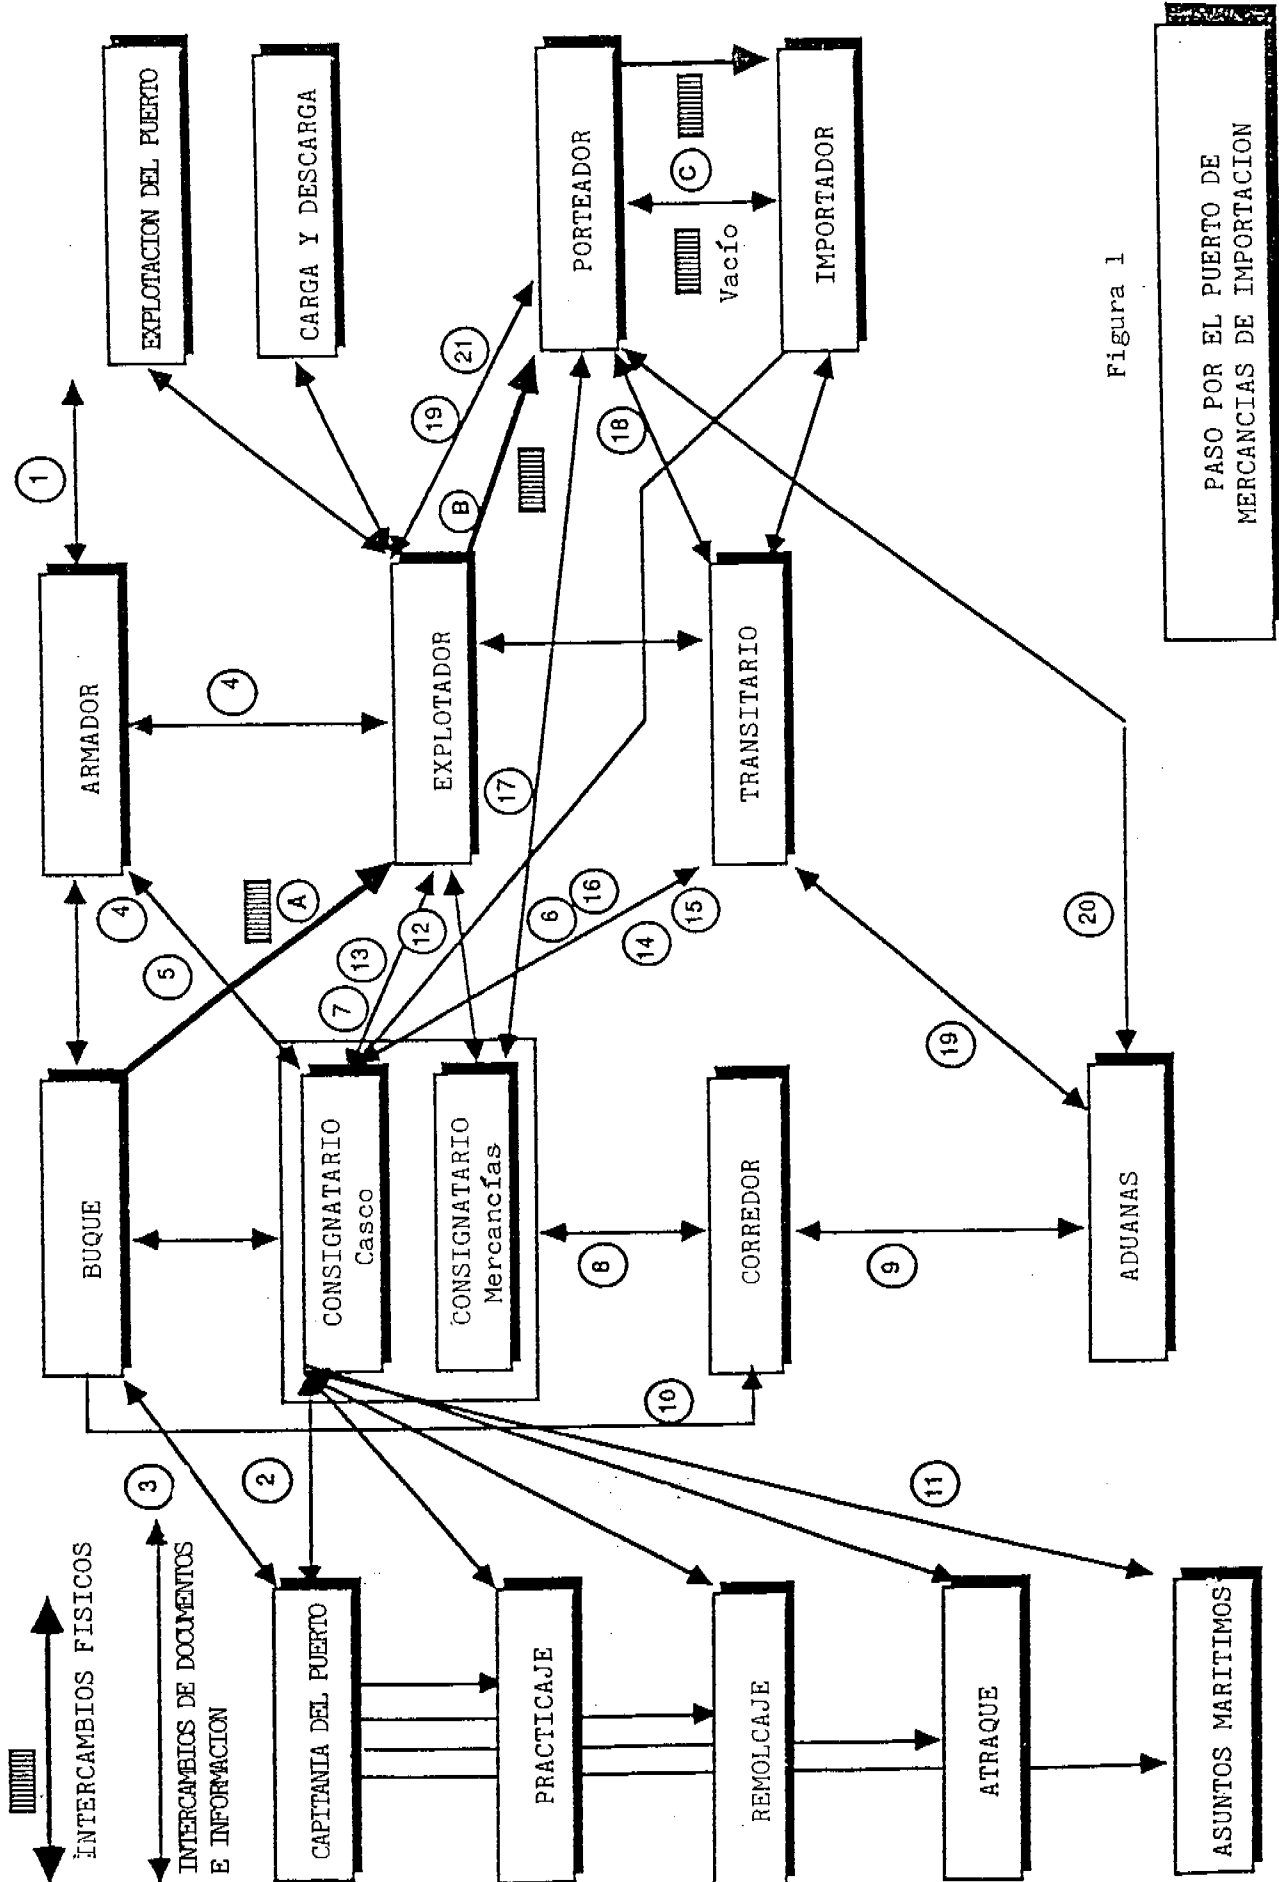 INTERCAMBIOS FISICOS
INTERCAMBIOS DE DOCUMENTOS
E INFORMACION
3
2
CAPITANIA DEL PUERTO
PRACTICAJE
REMOLCAJE
ATRAQUE
ASUNTOS MARITIMOS
11
10
BUQUE
CONSIGNATARIO
Casco
CONSIGNATARIO
Mercancías
8
CORREDOR
9
ADUANAS
4
5
A
7
13
12
6
16
14
15
19
20
ARMADOR
4
EXPLOTADOR
17
TRANSITARIO
1
19
21
B
18
EXPLOTACION DEL PUERTO
CARGA Y DESCARGA
PORTEADOR
C
Vacío
IMPORTADOR
Figura 1
PASO POR EL PUERTO DE
MERCANCIAS DE IMPORTACION